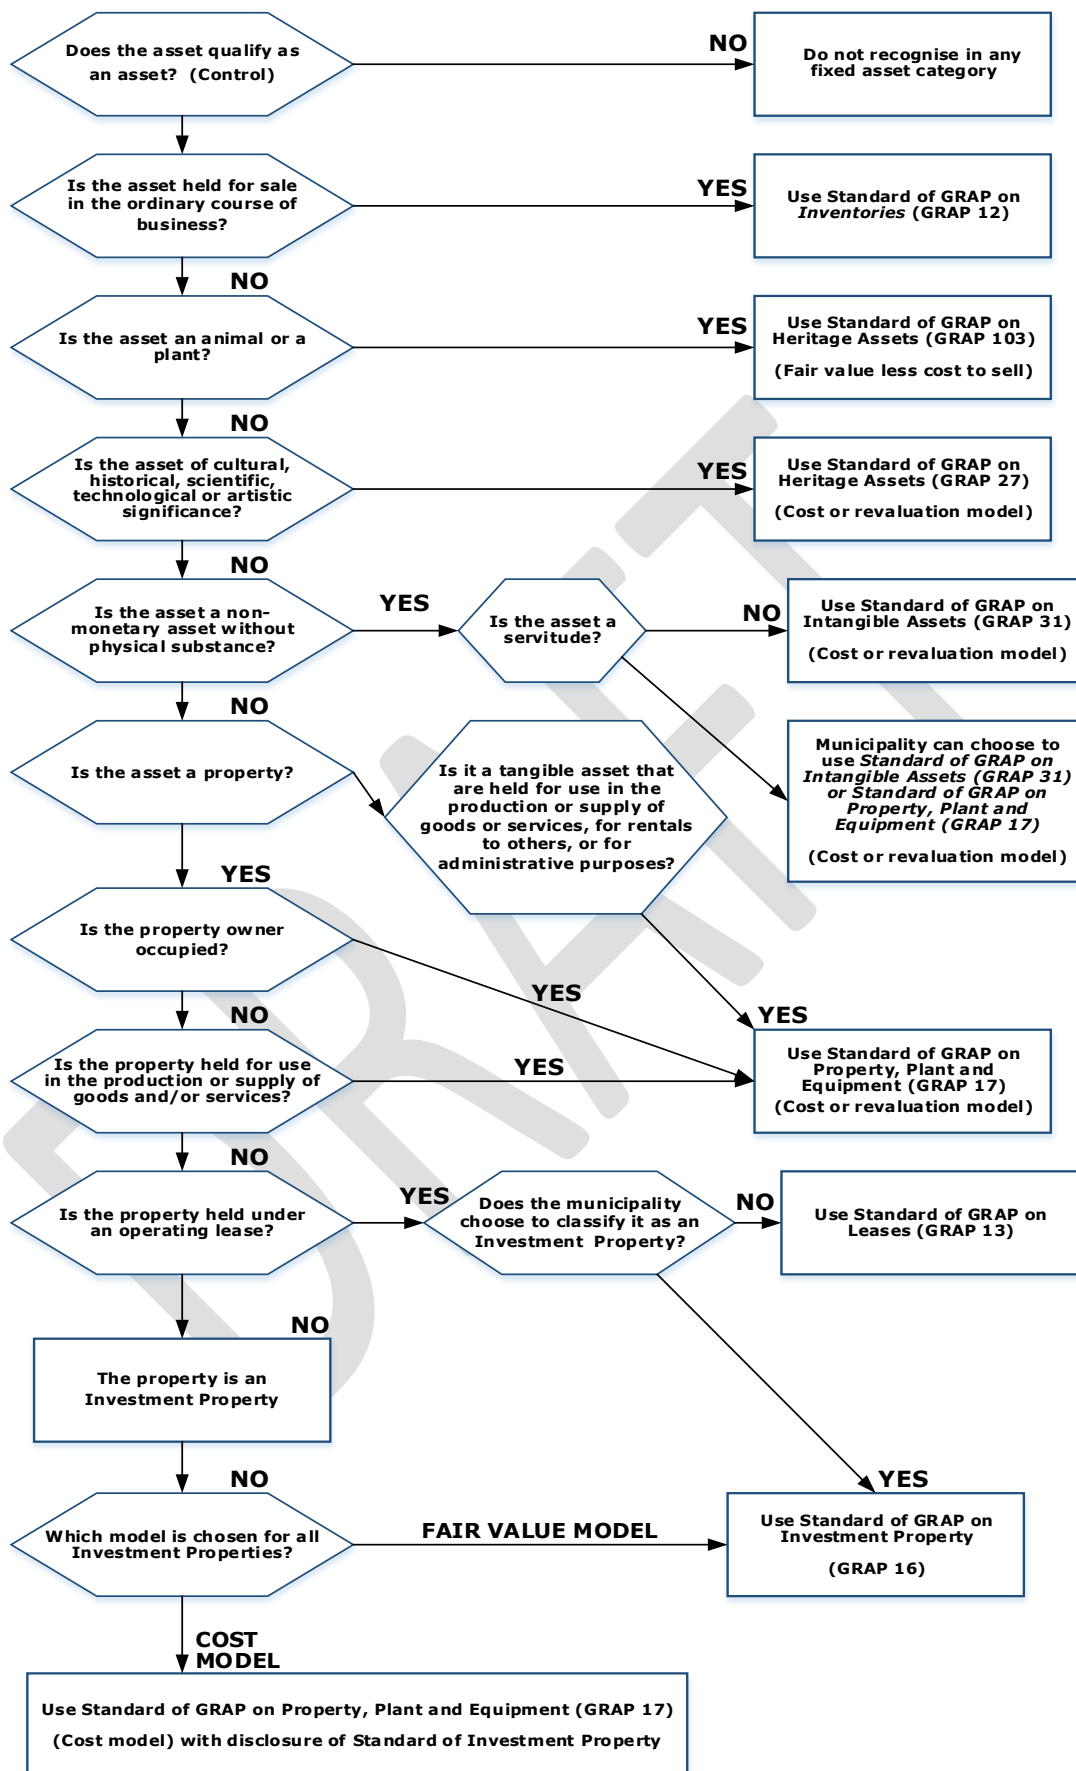 Does the asset qualify as
an asset? (Control)
NO
Do not recognise in any
fixed asset category
Is the asset held for sale
in the ordinary course of
business?
YES
Use Standard of GRAP on
Inventories (GRAP 12)
NO
Is the asset an animal or a
plant?
YES
Use Standard of GRAP on
Heritage Assets (GRAP 103)
(Fair value less cost to sell)
NO
Is the asset of cultural,
historical, scientific,
technological or artistic
significance?
YES
Use Standard of GRAP on
Heritage Assets (GRAP 27)
(Cost or revaluation model)
NO
Is the asset a non-
monetary asset without
physical substance?
YES
Is the asset a
servitude?
NO
Use Standard of GRAP on
Intangible Assets (GRAP 31)
(Cost or revaluation model)
NO
Is the asset a property?
Is it a tangible asset that
are held for use in the
production or supply of
goods or services, for rentals
to others, or for
administrative purposes?
Municipality can choose to
use Standard of GRAP on
Intangible Assets (GRAP 31)
or Standard of GRAP on
Property, Plant and
Equipment (GRAP 17)
(Cost or revaluation model)
YES
Is the property owner
occupied?
YES
YES
NO
Is the property held for use
in the production or supply of
goods and/or services?
YES
Use Standard of GRAP on
Property, Plant and
Equipment (GRAP 17)
(Cost or revaluation model)
NO
Is the property held under
an operating lease?
YES
Does the municipality
choose to classify it as an
Investment Property?
NO
Use Standard of GRAP on
Leases (GRAP 13)
NO
The property is an
Investment Property
NO
YES
Which model is chosen for all
Investment Properties?
FAIR VALUE MODEL
Use Standard of GRAP on
Investment Property
(GRAP 16)
COST
MODEL
Use Standard of GRAP on Property, Plant and Equipment (GRAP 17)
(Cost model) with disclosure of Standard of Investment Property
DRAFT